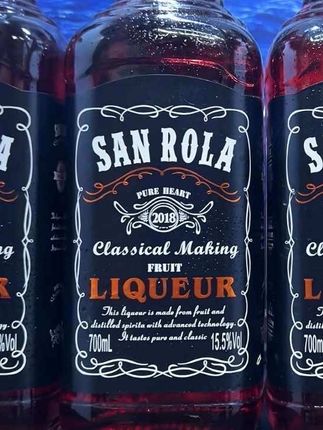 SAN ROLA
PURE HEART
2018
Classical Making
FRUIT
LIQUEUR
This liqueur is made from fruit and
distilled spirits with advanced technology.
700mL It tastes pure and classic 15.5%Vol